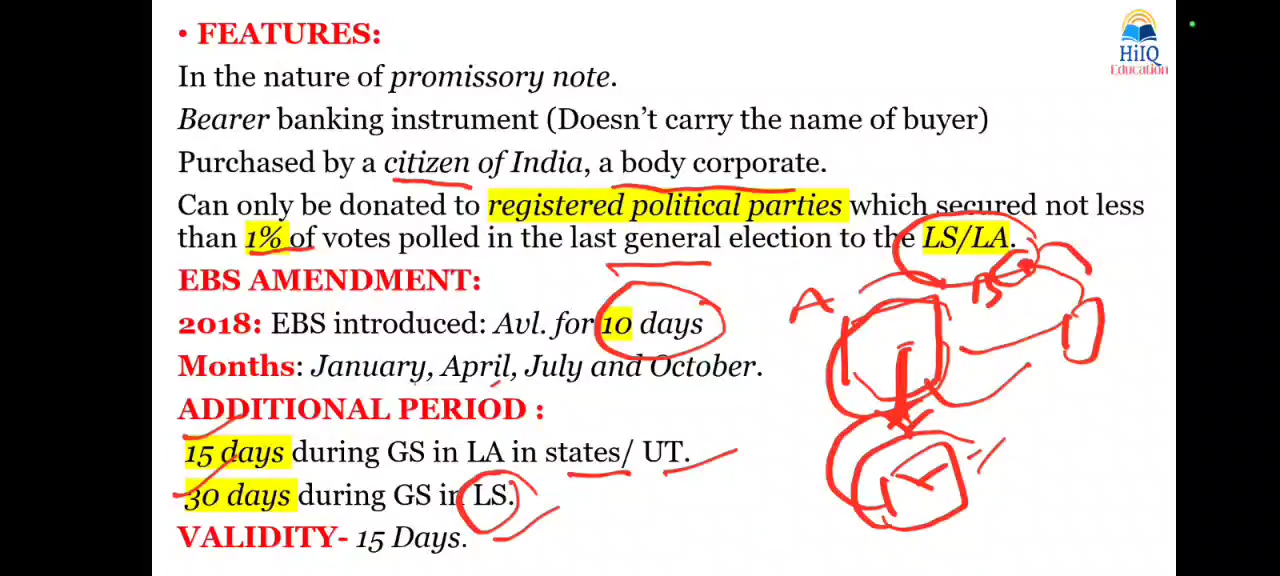 • FEATURES:
In the nature of promissory note.
Bearer banking instrument (Doesn't carry the name of buyer)
Purchased by a citizen of India, a body corporate.
Can only be donated to registered political parties which secured not less
than 1% of votes polled in the last general election to the LS/LA.
EBS AMENDMENT:
2018: EBS introduced: Avl. for 10 days
Months: January, April, July and October.
ADDITIONAL PERIOD :
15 days during GS in LA in states/ UT.
30 days during GS in LS.
VALIDITY- 15 Days.
HiIQ
Education
A